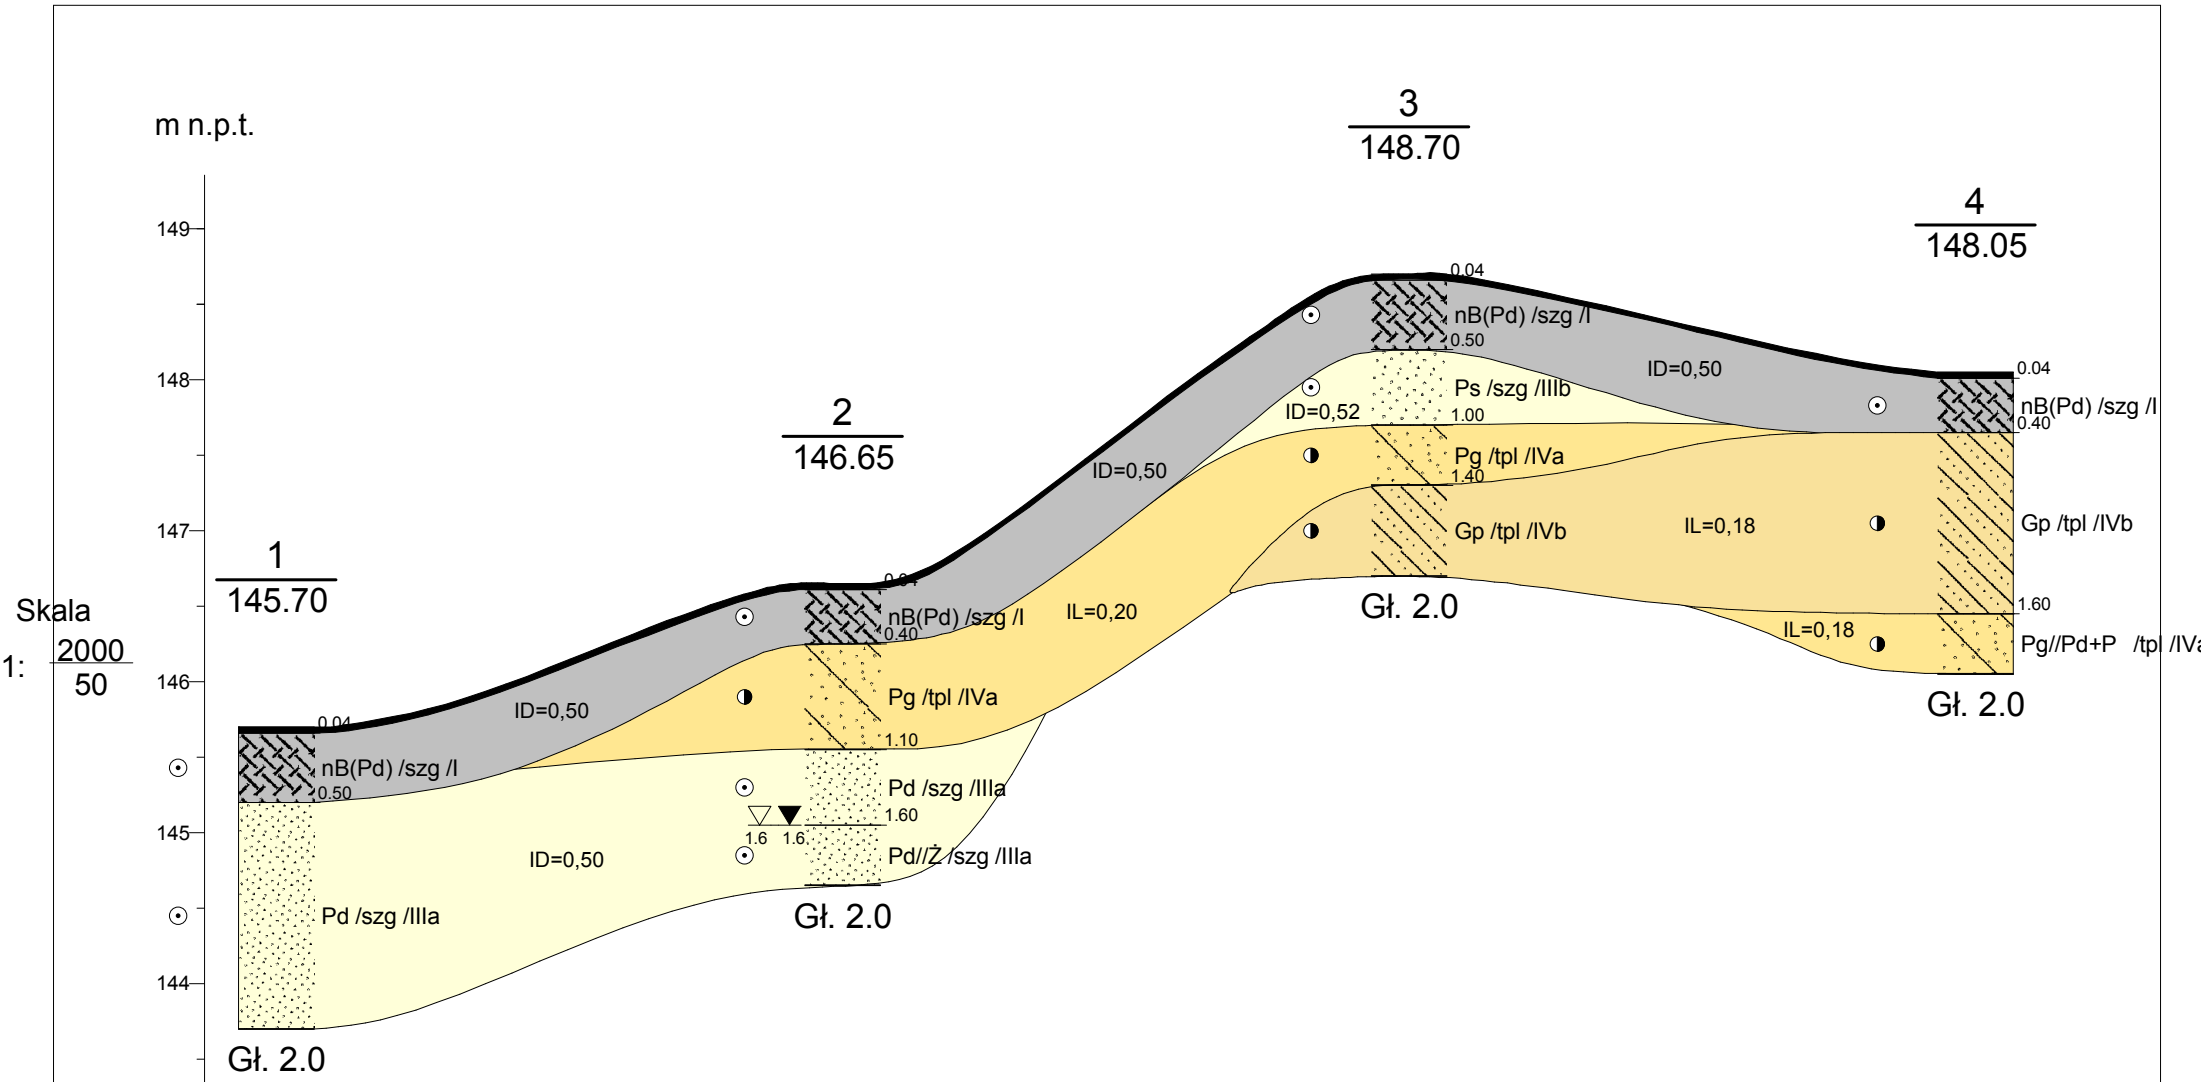 m n.p.t.
149
148
147
146
145
144
Skala
1: 2000
50
1
145.70
0.04
nB(Pd) /szg /I
0.50
Pd /szg /IIIa
Gł. 2.0
ID=0,50
ID=0,50
2
146.65
0.04
nB(Pd) /szg /I
0.40
Pg /tpl /IVa
1.10
Pd /szg /IIIa
1.60
1.6 1.6
Pd//Ż /szg /IIIa
Gł. 2.0
ID=0,50
IL=0,20
3
148.70
0.04
nB(Pd) /szg /I
0.50
Ps /szg /IIIb
ID=0,52
1.00
Pg /tpl /IVa
1.40
Gp /tpl /IVb
Gł. 2.0
ID=0,50
IL=0,18
IL=0,18
4
148.05
0.04
nB(Pd) /szg /I
0.40
Gp /tpl /IVb
1.60
Pg//Pd+P /tpl /IVa
Gł. 2.0